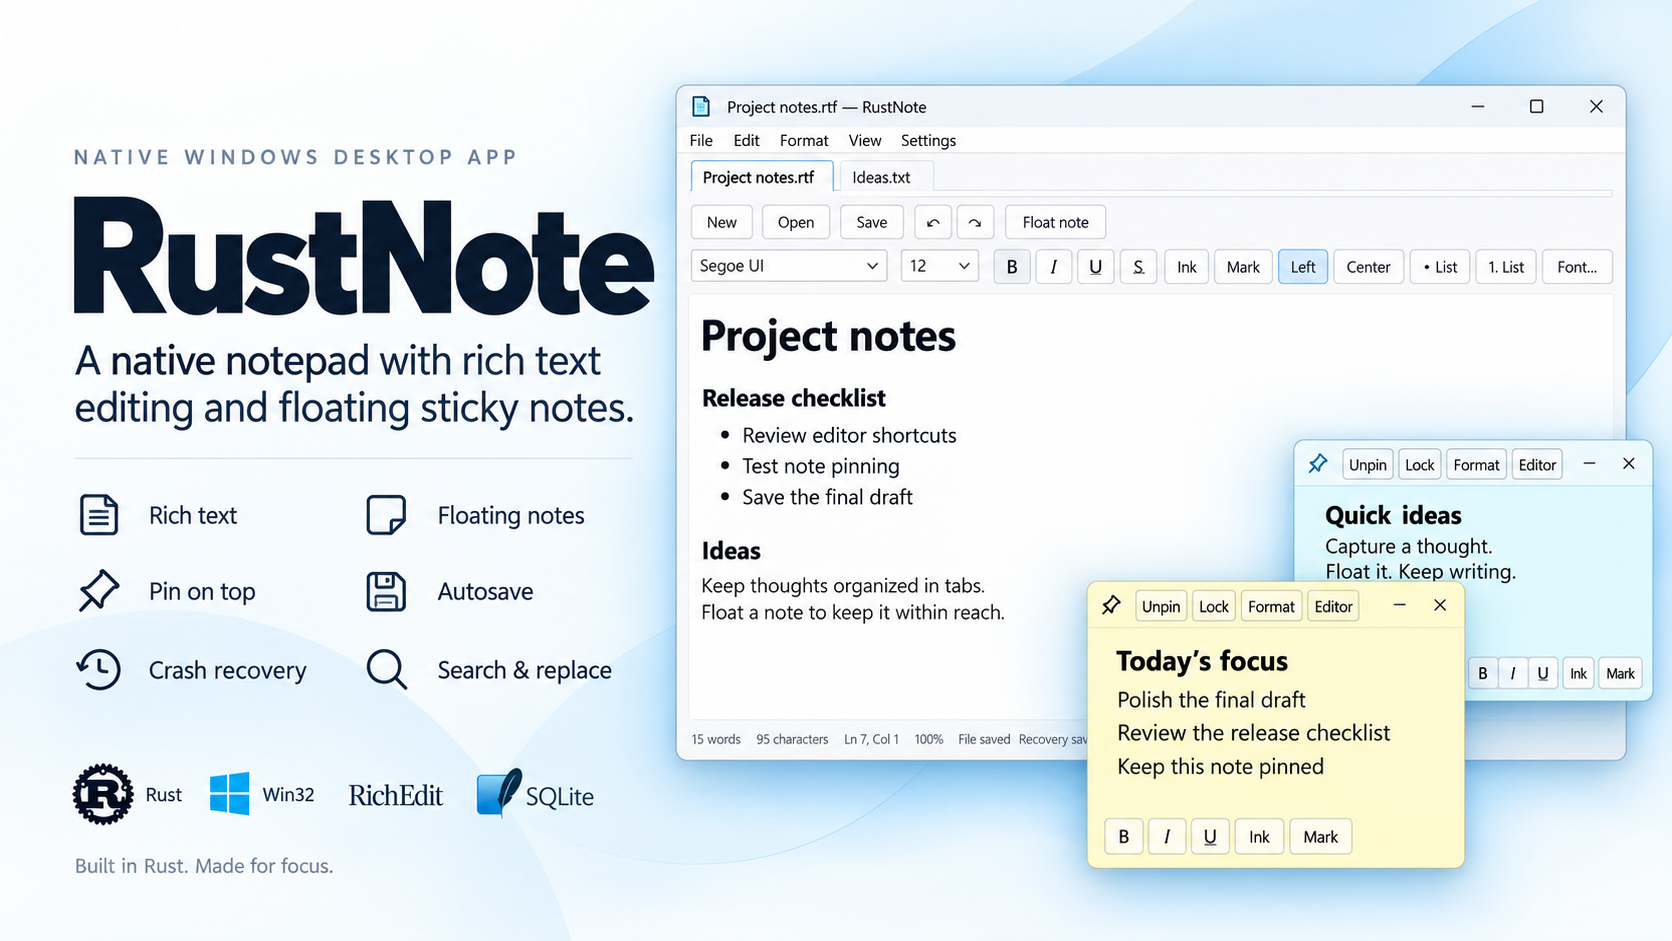 NATIVE WINDOWS DESKTOP APP
RustNote
A native notepad with rich text
editing and floating sticky notes.
Rich text
Floating notes
Pin on top
Autosave
Crash recovery
Search & replace
R
Rust
Win32
RichEdit
SQLite
Built in Rust. Made for focus.
Project notes.rtf — RustNote
File Edit Format View Settings
Project notes.rtf Ideas.txt
New Open Save Float note
Segoe UI 12 B I U S Ink Mark Left Center • List 1. List Font...
Project notes
Release checklist
• Review editor shortcuts
• Test note pinning
• Save the final draft
Ideas
Keep thoughts organized in tabs.
Float a note to keep it within reach.
15 words 95 characters Ln 7, Col 1 100% File saved Recovery sav
Unpin Lock Format Editor
Quick ideas
Capture a thought.
Float it. Keep writing.
B I U Ink Mark
Unpin Lock Format Editor
Today's focus
Polish the final draft
Review the release checklist
Keep this note pinned
B I U Ink Mark